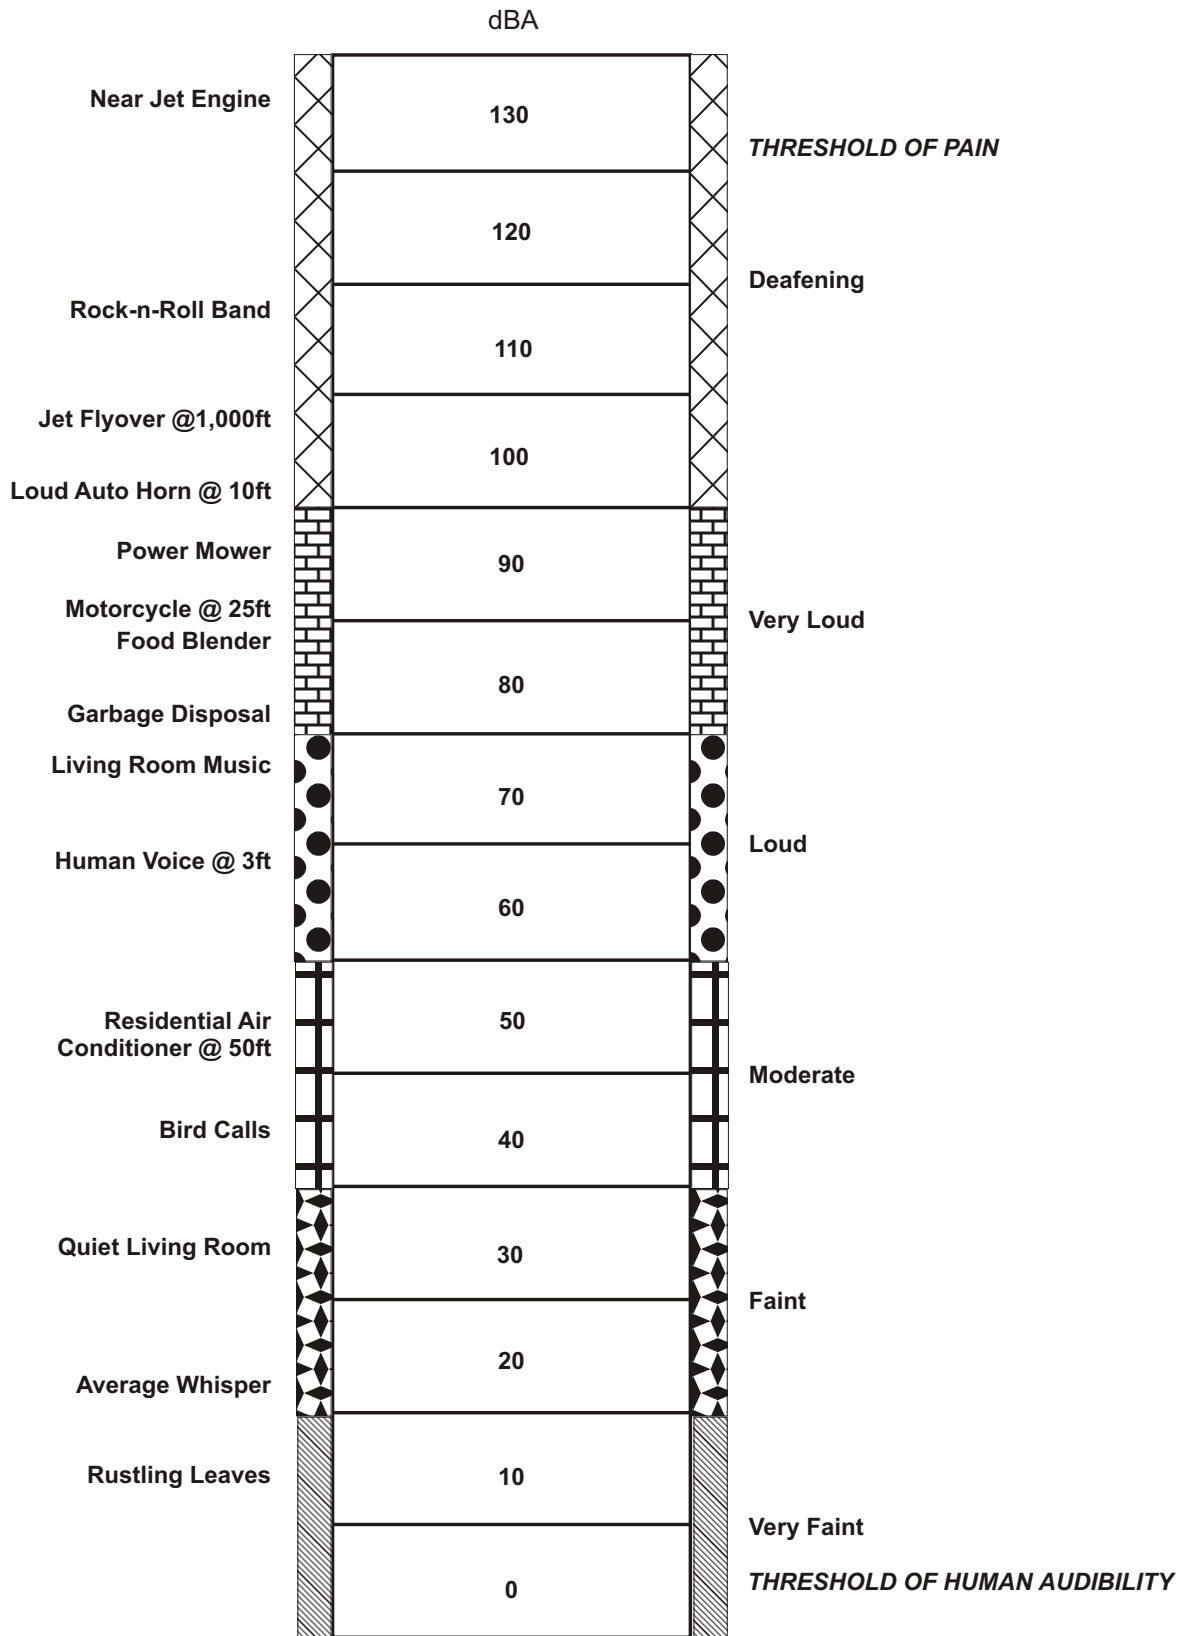 dBA
Near Jet Engine
130
THRESHOLD OF PAIN
120
Deafening
Rock-n-Roll Band
110
Jet Flyover @1,000ft
100
Loud Auto Horn @ 10ft
Power Mower
90
Motorcycle @ 25ft
Very Loud
Food Blender
80
Garbage Disposal
Living Room Music
70
Loud
Human Voice @ 3ft
60
50
Residential Air
Conditioner @ 50ft
Moderate
Bird Calls
40
Quiet Living Room
30
Faint
20
Average Whisper
Rustling Leaves
10
Very Faint
THRESHOLD OF HUMAN AUDIBILITY
0